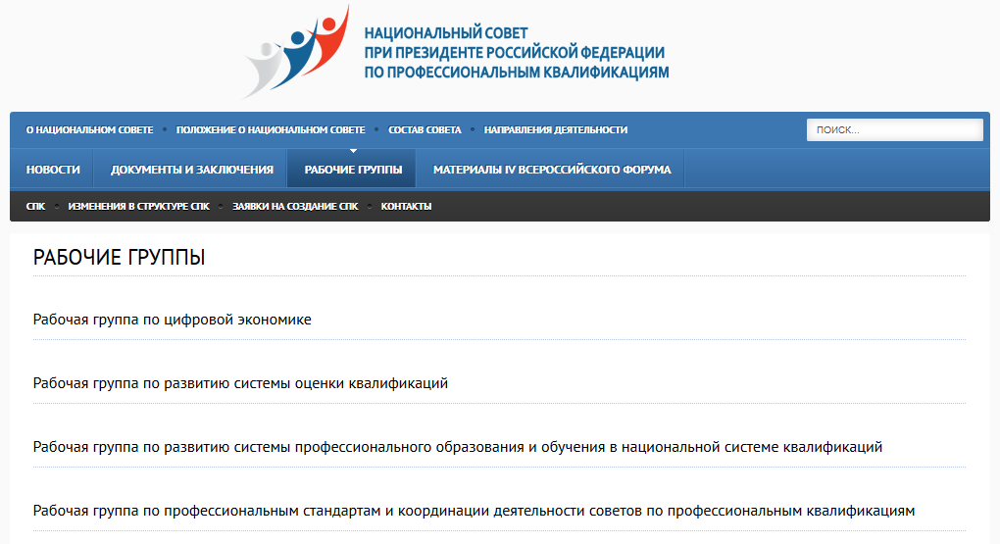 НАЦИОНАЛЬНЫЙ СОВЕТ
ПРИ ПРЕЗИДЕНТЕ РОССИЙСКОЙ ФЕДЕРАЦИИ
ПО ПРОФЕССИОНАЛЬНЫМ КВАЛИФИКАЦИЯМ
О НАЦИОНАЛЬНОМ СОВЕТЕ • ПОЛОЖЕНИЕ О НАЦИОНАЛЬНОМ СОВЕТЕ • СОСТАВ СОВЕТА • НАПРАВЛЕНИЯ ДЕЯТЕЛЬНОСТИ ПОИСК...
НОВОСТИ ДОКУМЕНТЫ И ЗАКЛЮЧЕНИЯ РАБОЧИЕ ГРУППЫ МАТЕРИАЛЫ IV ВСЕРОССИЙСКОГО ФОРУМА
СПК • ИЗМЕНЕНИЯ В СТРУКТУРЕ СПК • ЗАЯВКИ НА СОЗДАНИЕ СПК • КОНТАКТЫ
РАБОЧИЕ ГРУППЫ
Рабочая группа по цифровой экономике
Рабочая группа по развитию системы оценки квалификаций
Рабочая группа по развитию системы профессионального образования и обучения в национальной системе квалификаций
Рабочая группа по профессиональным стандартам и координации деятельности советов по профессиональным квалификациям